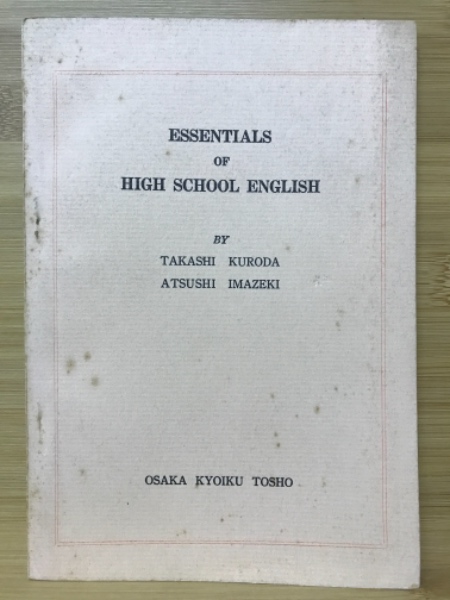 ESSENTIALS
OF
HIGH SCHOOL ENGLISH
BY
TAKASHI KURODA
ATSUSHI IMAZEKI
OSAKA KYOIKU TOSHO